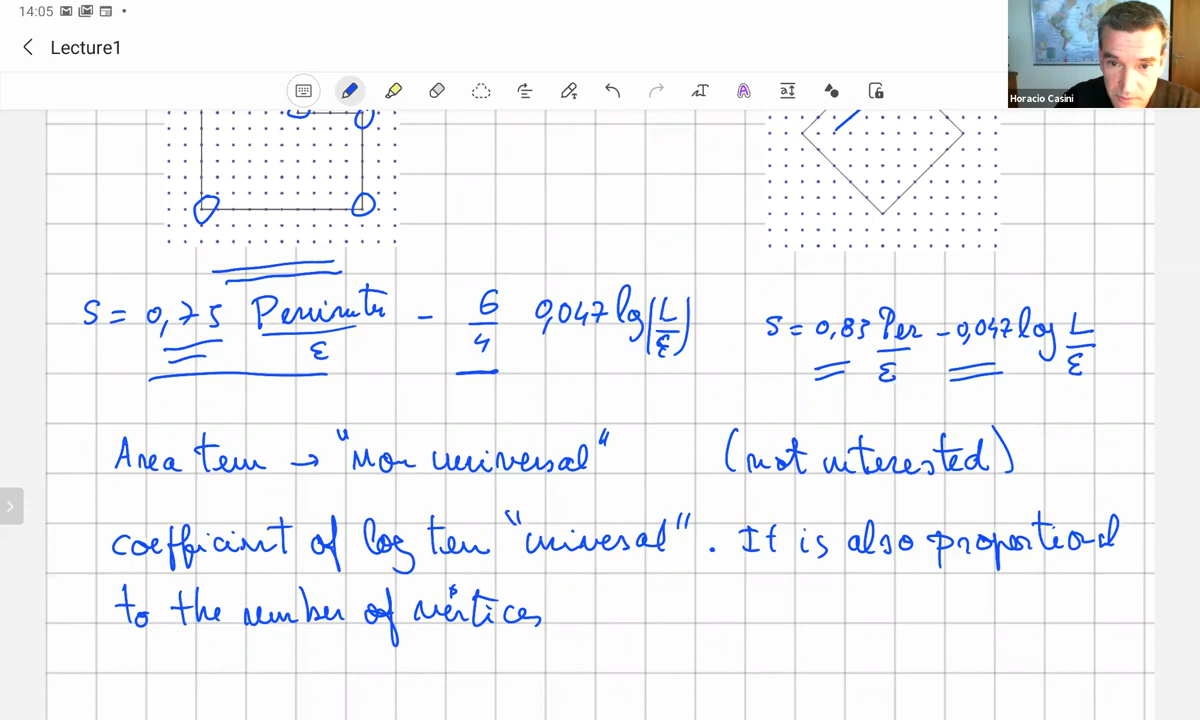 14:05
Lecture1
Horacio Casini
S = 0,75 Perimeter/ε - 6/4 0,047 log(L/ε)
S = 0,83 Per/ε - 0,047 log L/ε
Area term → "Non universal" (not interested)
coefficient of log term "universal". It is also proportional
to the number of vertices